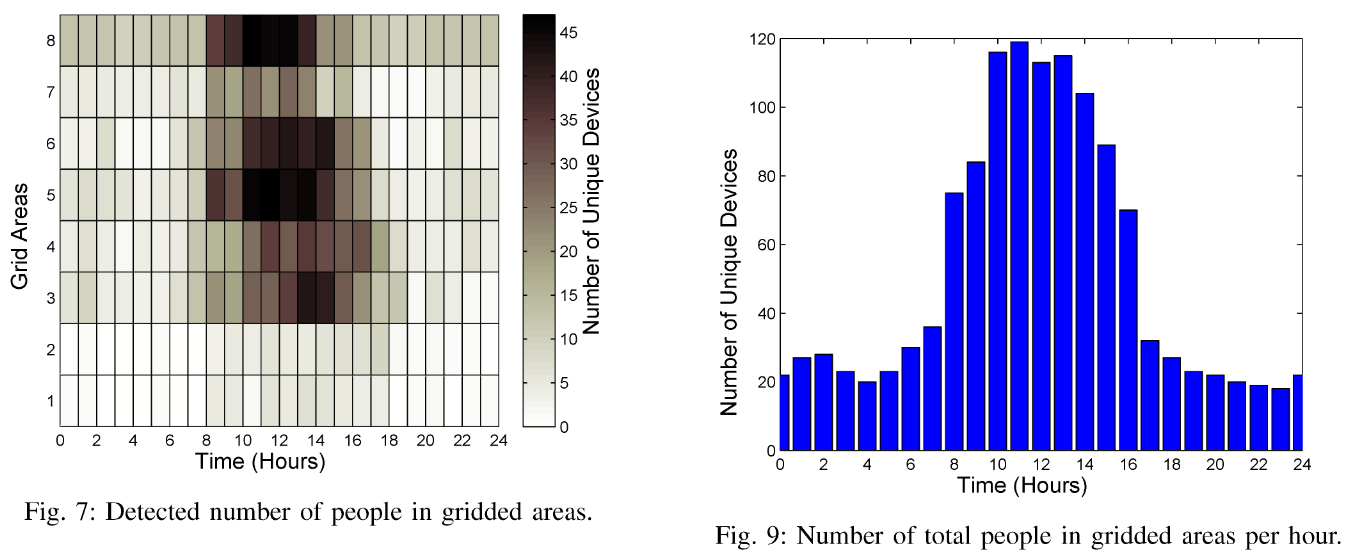 8
7
6
5
4
3
2
1
Grid Areas
0 2 4 6 8 10 12 14 16 18 20 22 24
Time (Hours)
45
40
35
30
25
20
15
10
5
0
Number of Unique Devices
Fig. 7: Detected number of people in gridded areas.
120
100
80
60
40
20
0
Number of Unique Devices
0 2 4 6 8 10 12 14 16 18 20 22 24
Time (Hours)
Fig. 9: Number of total people in gridded areas per hour.